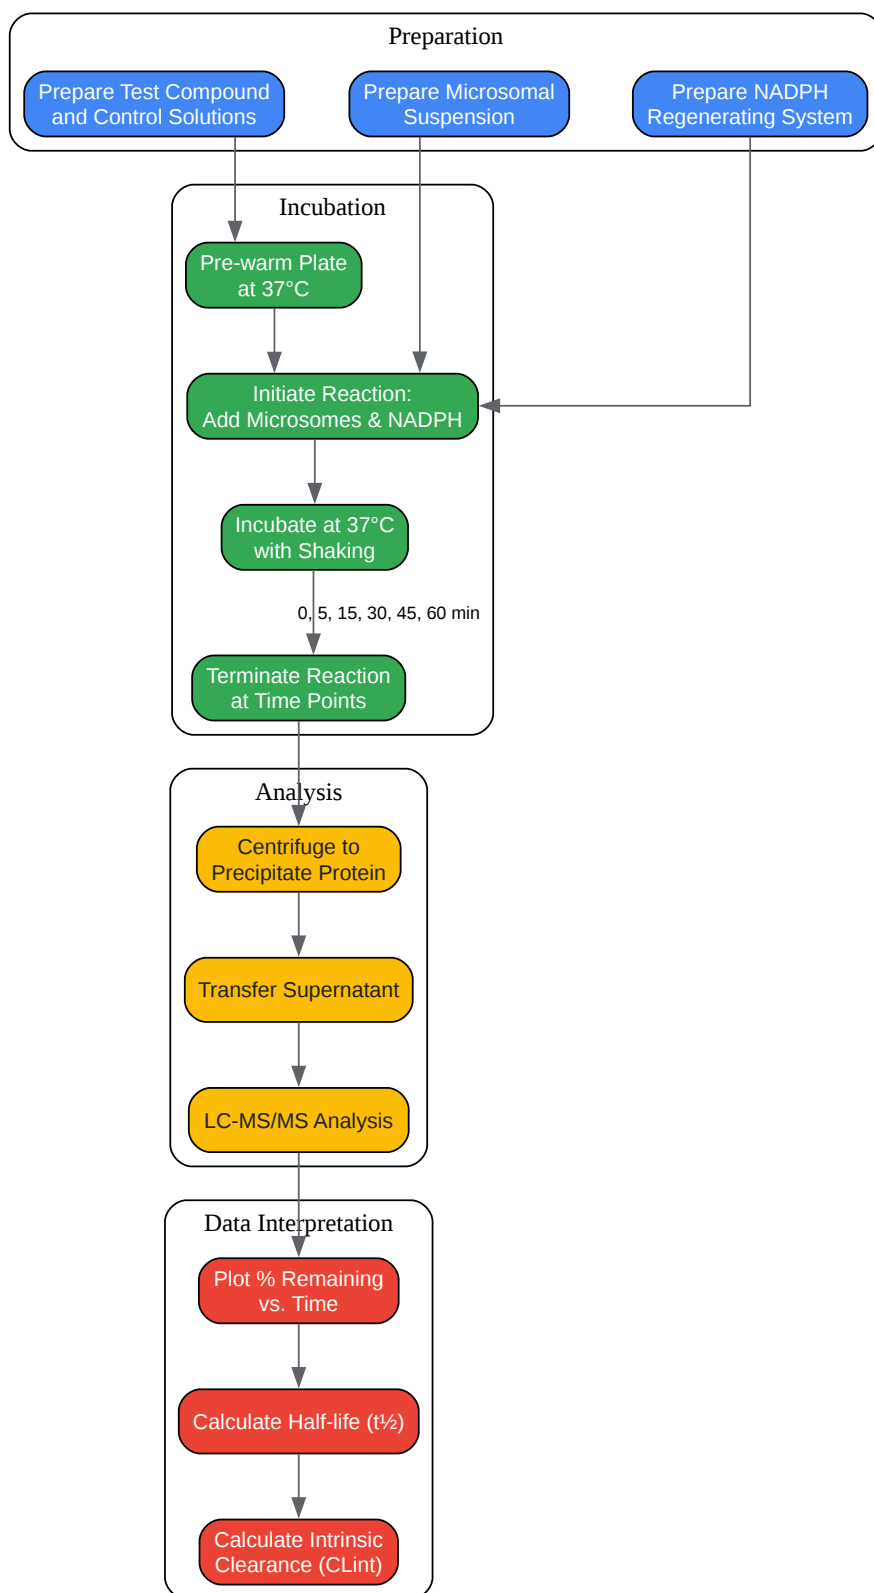 Preparation
Prepare Test Compound
and Control Solutions
Prepare Microsomal
Suspension
Prepare NADPH
Regenerating System
Incubation
Pre-warm Plate
at 37°C
Initiate Reaction:
Add Microsomes & NADPH
Incubate at 37°C
with Shaking
0, 5, 15, 30, 45, 60 min
Terminate Reaction
at Time Points
Analysis
Centrifuge to
Precipitate Protein
Transfer Supernatant
LC-MS/MS Analysis
Data Interpretation
Plot % Remaining
vs. Time
Calculate Half-life (t½)
Calculate Intrinsic
Clearance (CLint)